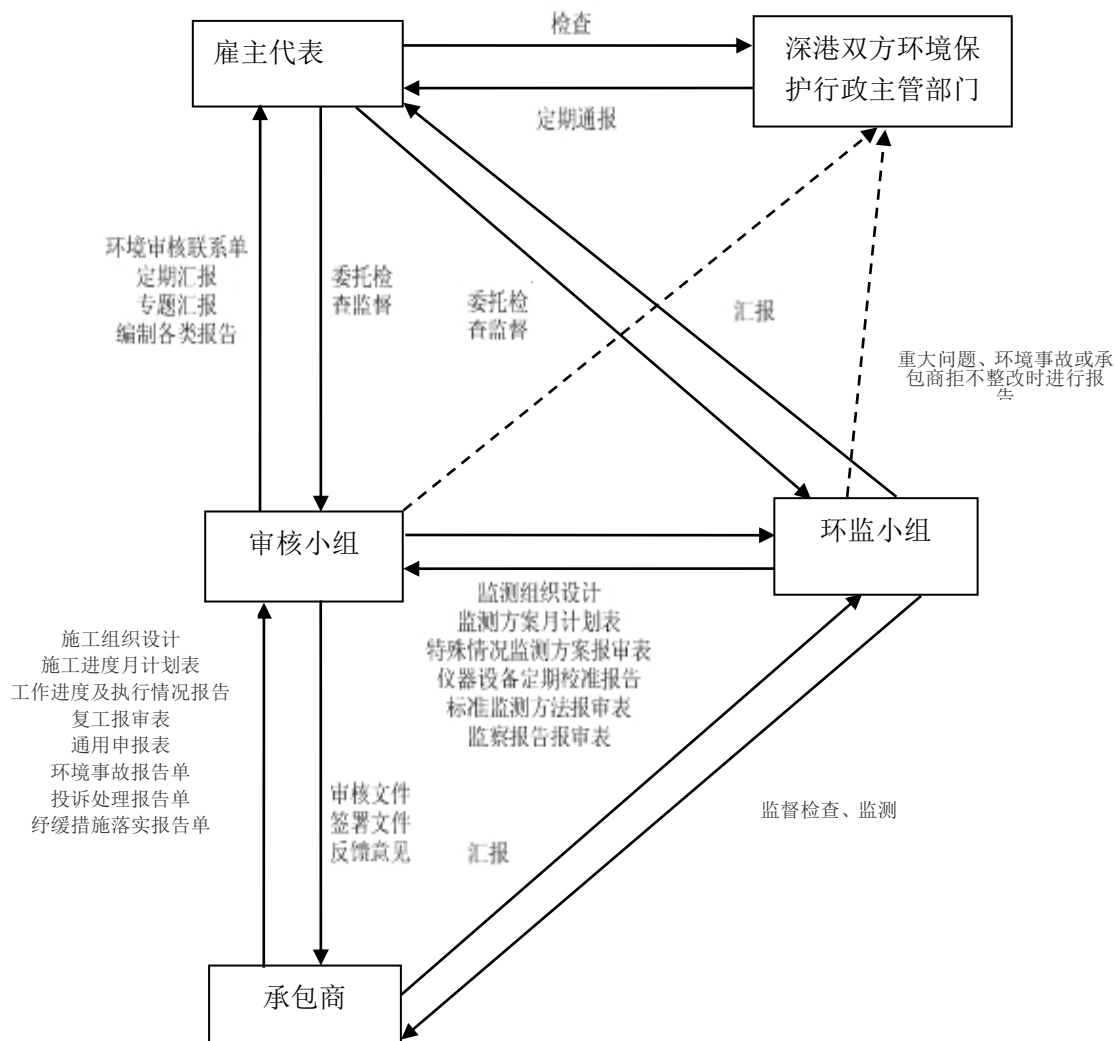 检查
雇主代表
深港双方环境保
护行政主管部门
定期通报
环境审核联系单
定期汇报
专题汇报
编制各类报告
委托检
查监督
委托检
查监督
汇报
重大问题、环境事故或承
包商拒不整改时进行报
告
审核小组
环监小组
监测组织设计
监测方案月计划表
特殊情况监测方案报审表
仪器设备定期校准报告
标准监测方法报审表
监察报告报审表
施工组织设计
施工进度月计划表
工作进度及执行情况报告
复工报审表
通用申报表
环境事故报告单
投诉处理报告单
纾缓措施落实报告单
审核文件
签署文件
反馈意见
汇报
监督检查、监测
承包商